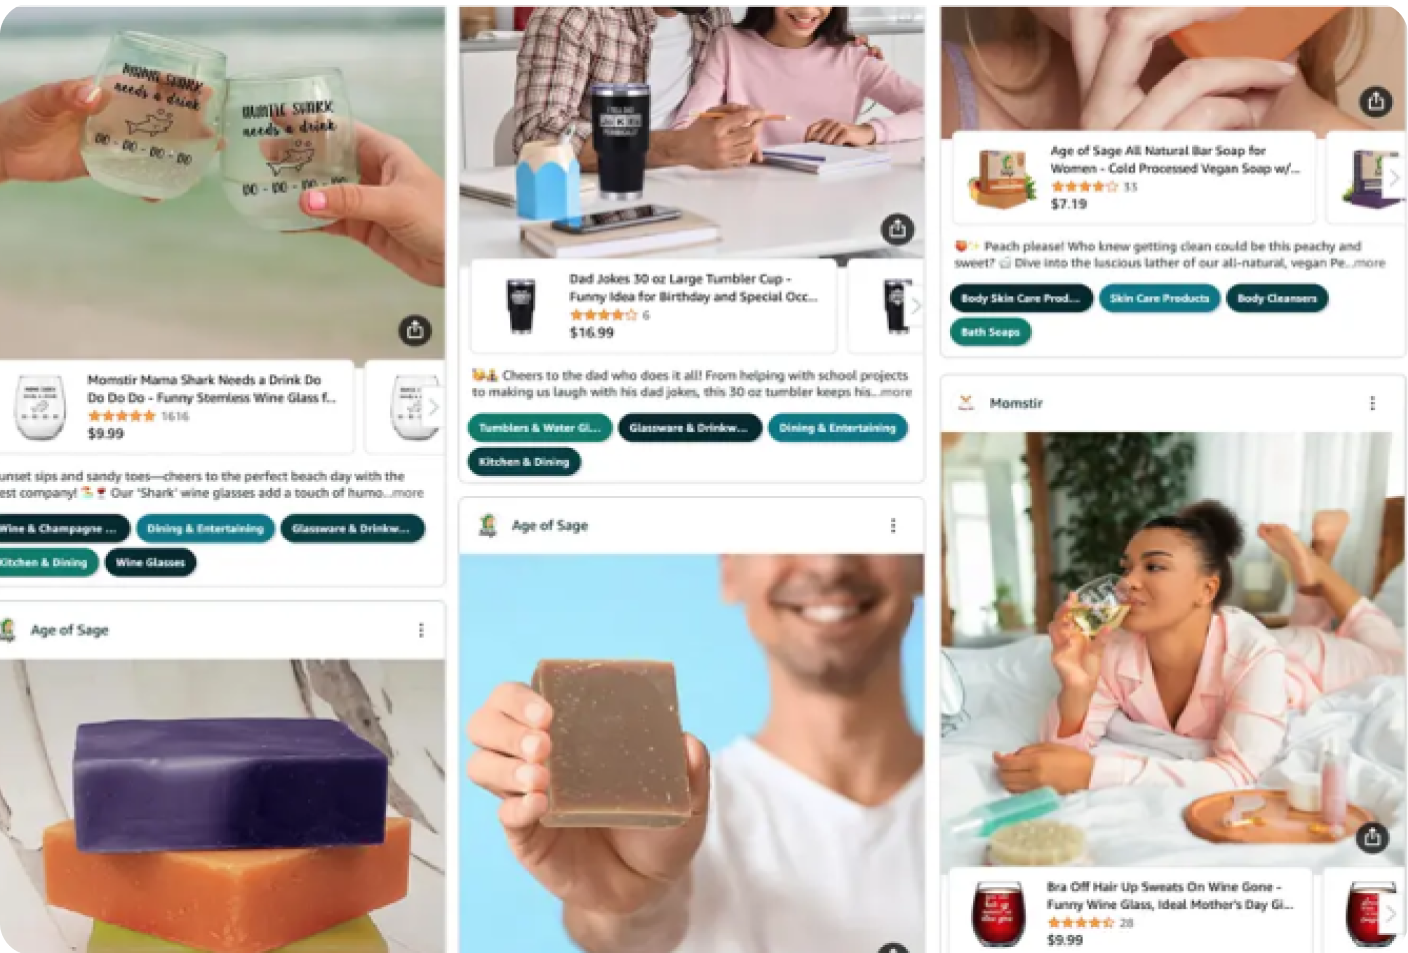 MAMA SHARK
needs a drink
DO - DO - DO - DO
AUNTIE SHARK
needs a drink
DO - DO - DO - DO
Momstir Mama Shark Needs a Drink Do
Do Do Do - Funny Stemless Wine Glass f...
1616
$9.99
unset sips and sandy toes—cheers to the perfect beach day with the
est company! Our 'Shark' wine glasses add a touch of humo...more
Wine & Champagne ...
Dining & Entertaining
Glassware & Drinkw...
Kitchen & Dining
Wine Glasses
Age of Sage
Dad Jokes 30 oz Large Tumbler Cup -
Funny Idea for Birthday and Special Occ...
6
$16.99
Cheers to the dad who does it all! From helping with school projects
to making us laugh with his dad jokes, this 30 oz tumbler keeps his...more
Tumblers & Water Gl...
Glassware & Drinkw...
Dining & Entertaining
Kitchen & Dining
Age of Sage
Age of Sage All Natural Bar Soap for
Women - Cold Processed Vegan Soap w/...
33
$7.19
Peach please! Who knew getting clean could be this peachy and
sweet? Dive into the luscious lather of our all-natural, vegan Pe...more
Body Skin Care Prod...
Skin Care Products
Body Cleansers
Bath Soaps
Momstir
Bra Off Hair Up Sweats On Wine Gone -
Funny Wine Glass, Ideal Mother's Day Gi...
28
$9.99